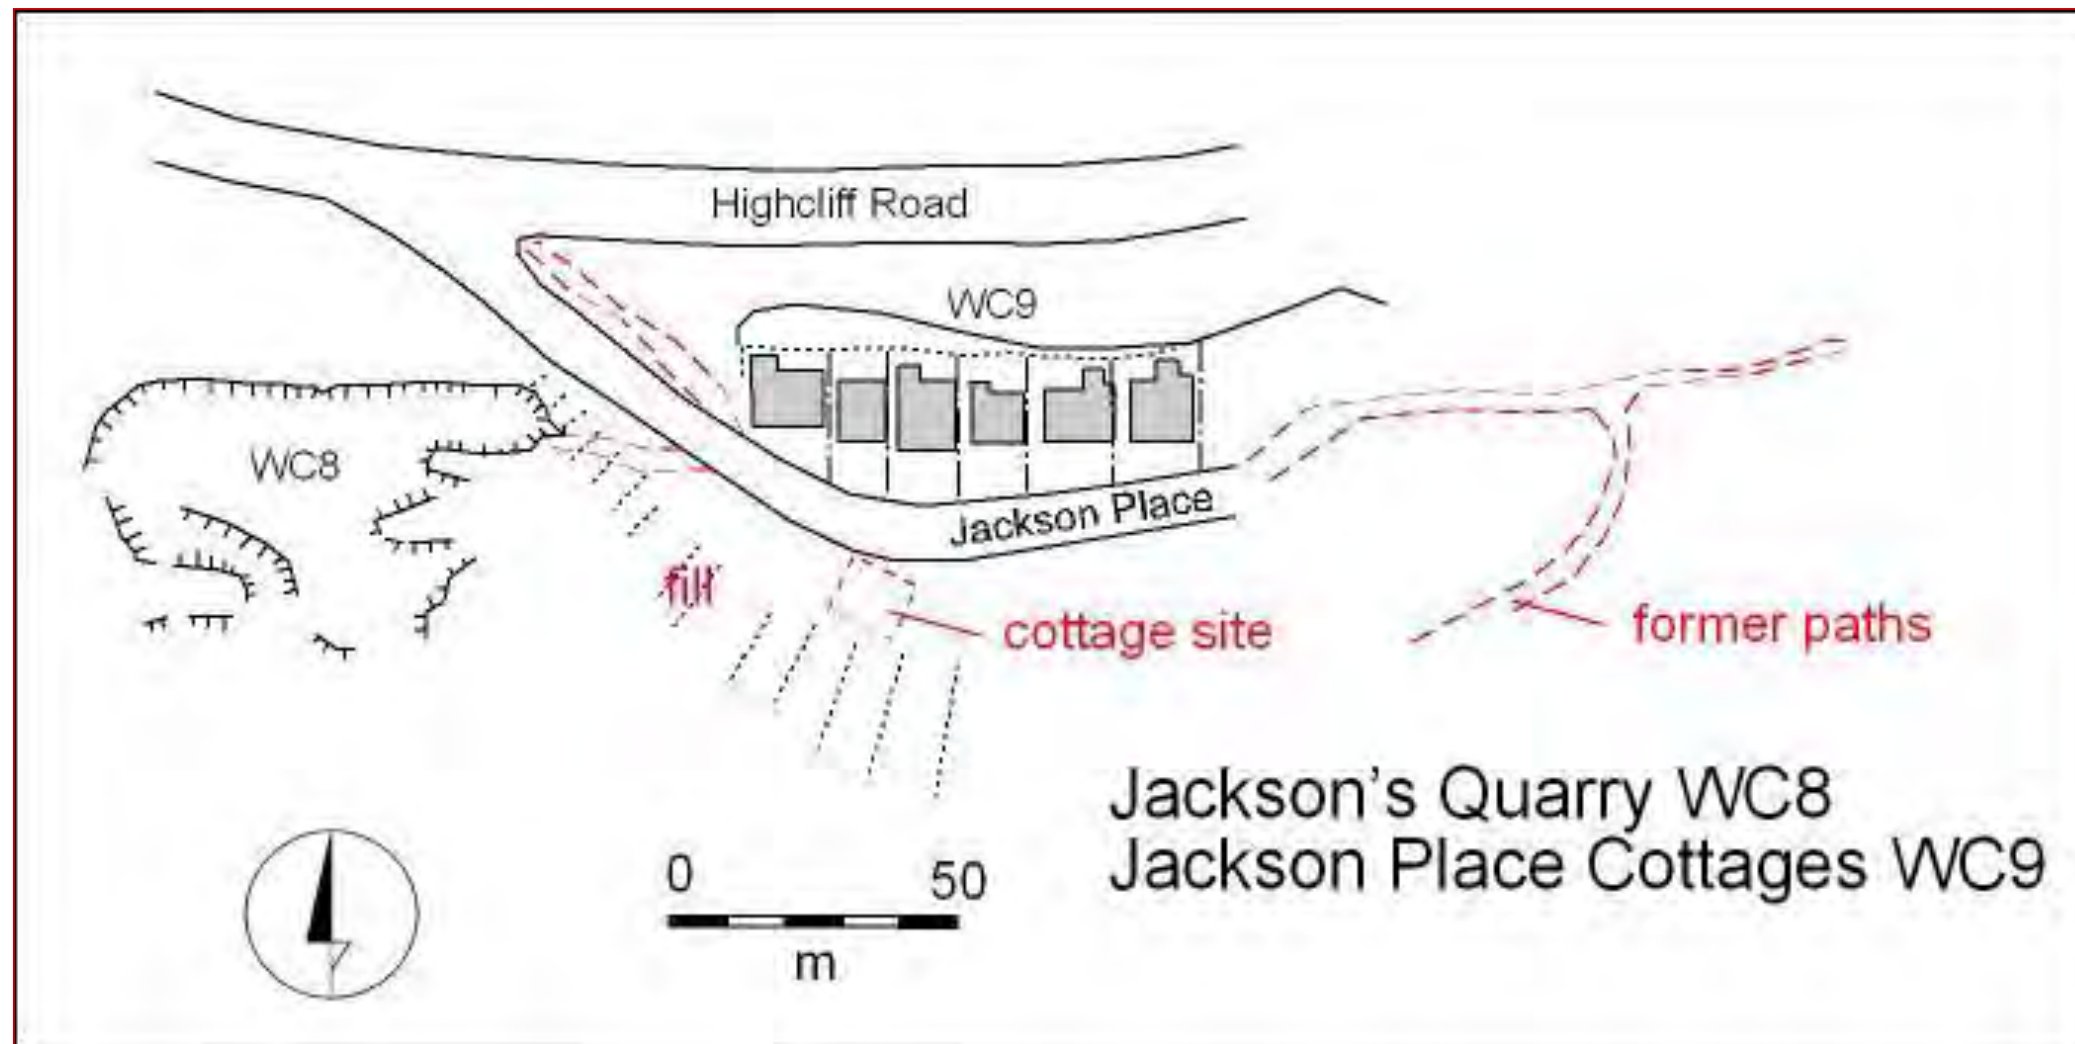 Highcliff Road
WC9
WC8
Jackson Place
fill
cottage site
former paths
Jackson's Quarry WC8
Jackson Place Cottages WC9
0 50
m